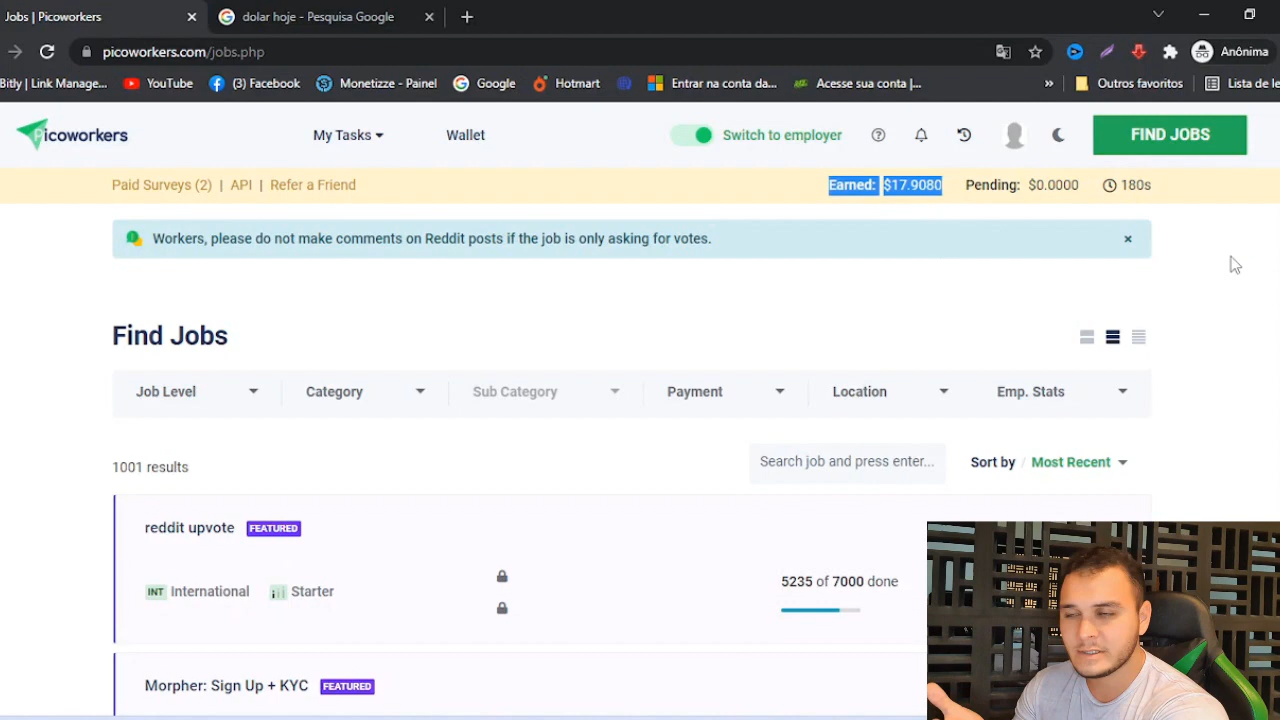 Jobs | Picoworkers
dolar hoje - Pesquisa Google
picoworkers.com/jobs.php
Anônima
Bitly | Link Manage...
YouTube
(3) Facebook
Monetizze - Painel
Google
Hotmart
Entrar na conta da...
Acesse sua conta |...
»
Outros favoritos
Lista de le
Picoworkers
My Tasks
Wallet
Switch to employer
FIND JOBS
Paid Surveys (2) | API | Refer a Friend
Earned: $17.9080
Pending: $0.0000
180s
Workers, please do not make comments on Reddit posts if the job is only asking for votes.
Find Jobs
Job Level
Category
Sub Category
Payment
Location
Emp. Stats
1001 results
Search job and press enter...
Sort by / Most Recent
reddit upvote FEATURED
INT International
Starter
5235 of 7000 done
Morpher: Sign Up + KYC FEATURED